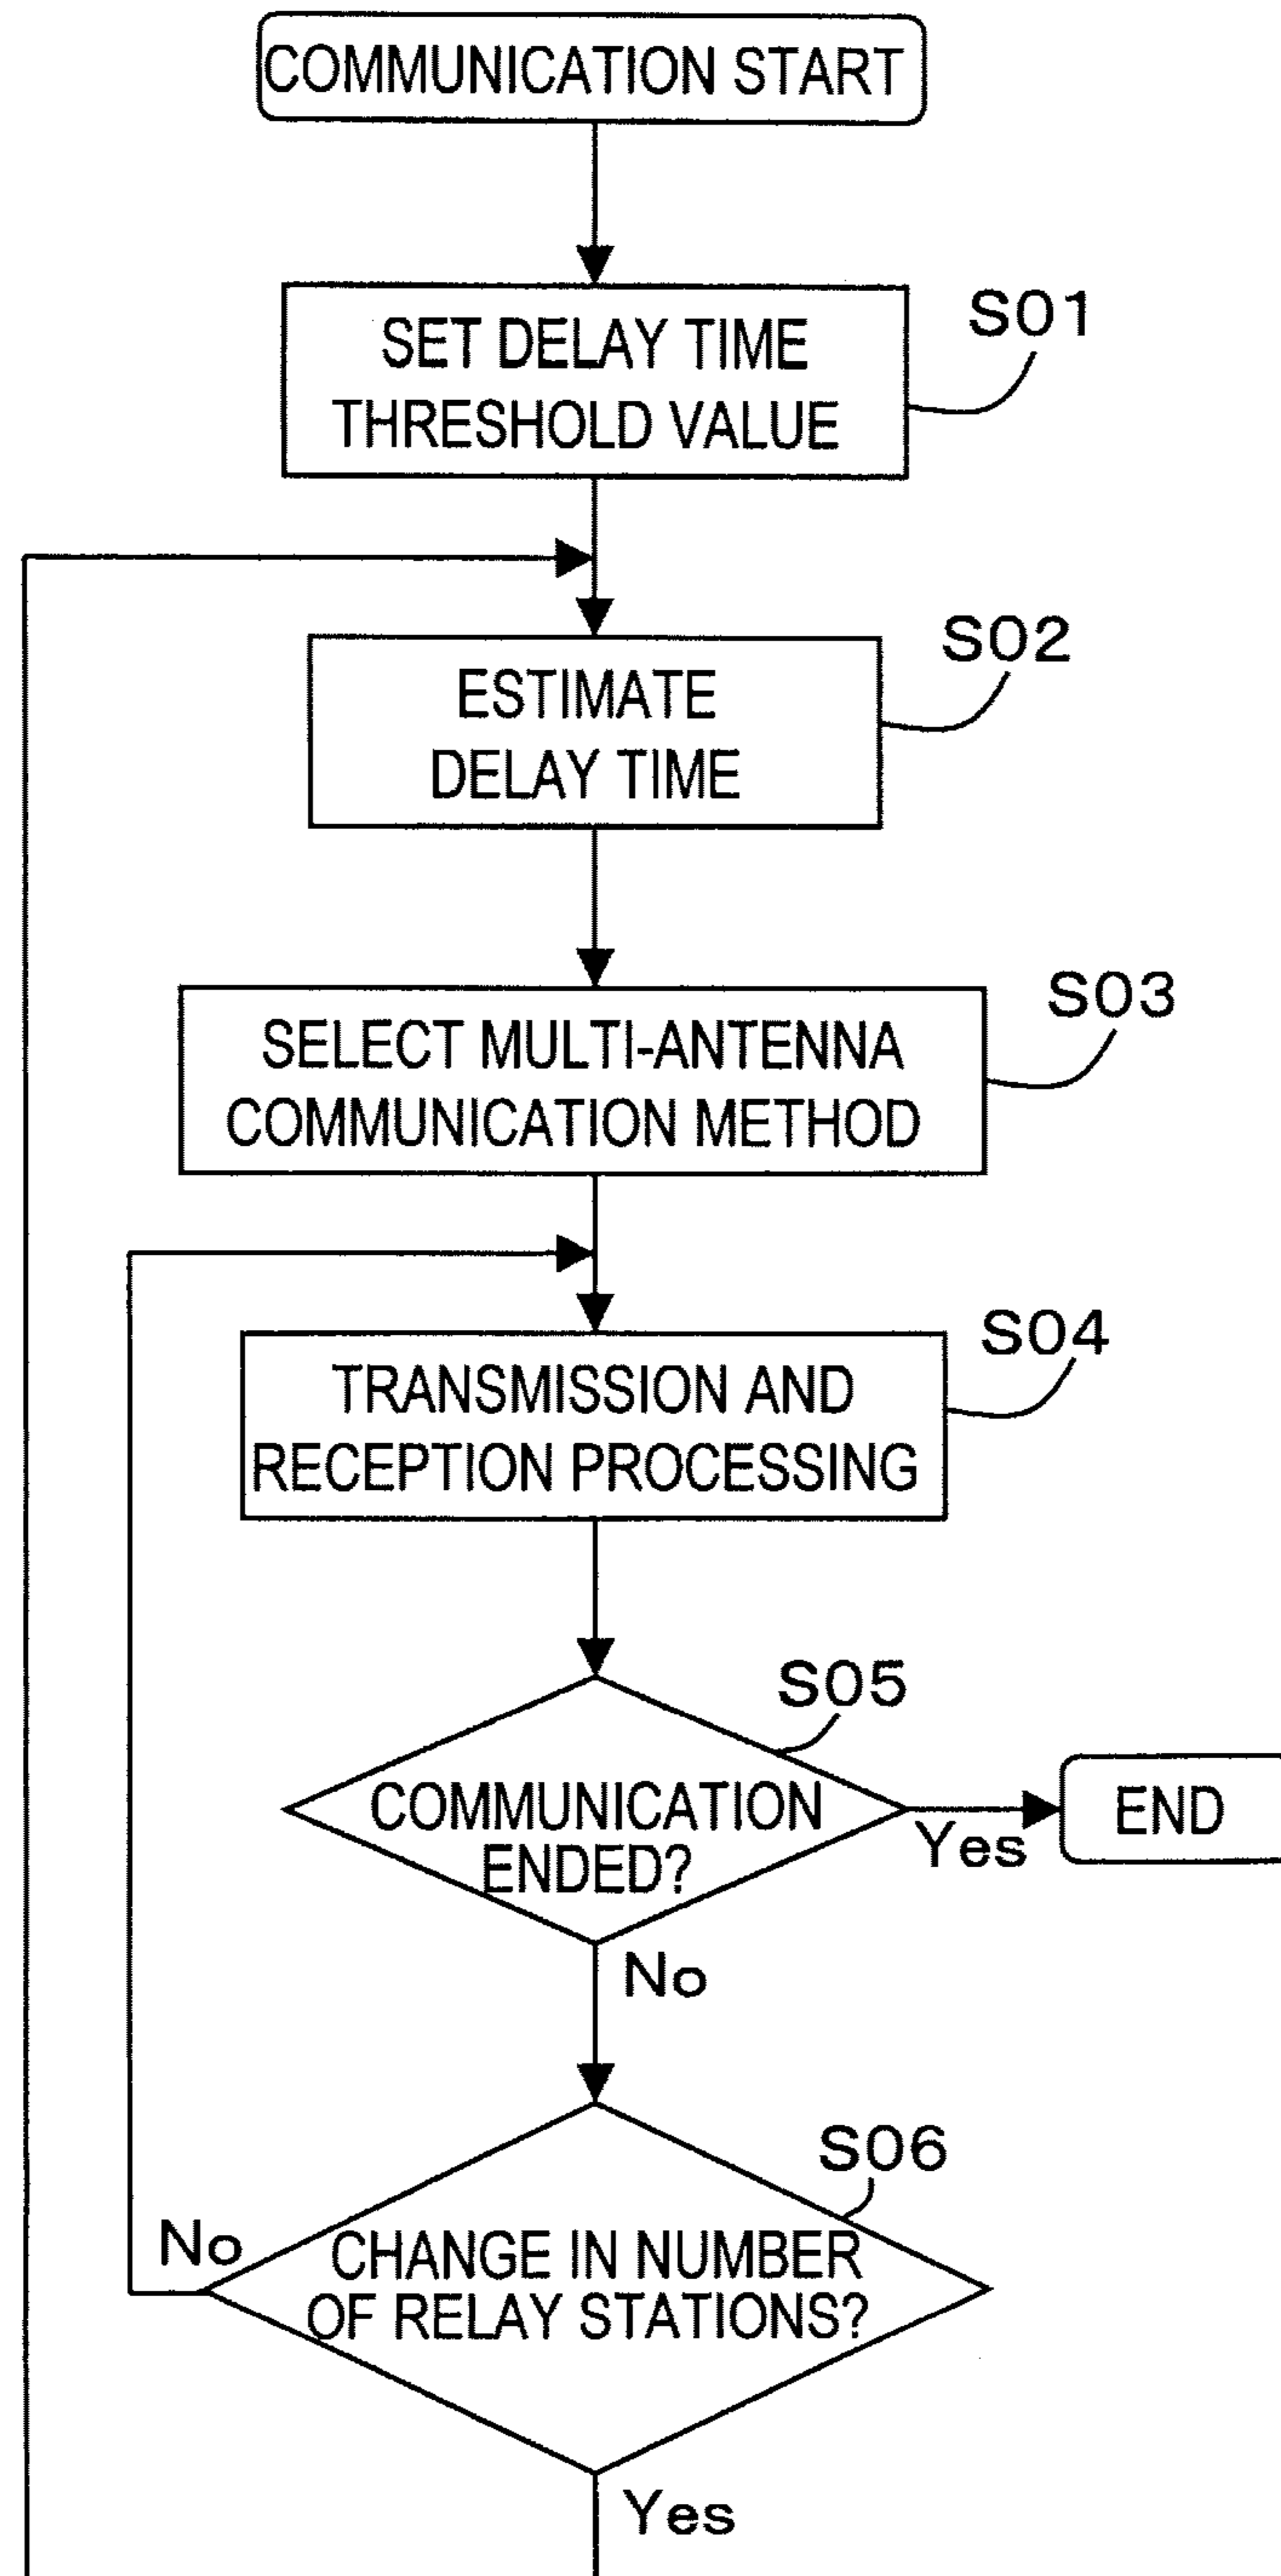 COMMUNICATION START
SET DELAY TIME
THRESHOLD VALUE
S01
ESTIMATE
DELAY TIME
S02
SELECT MULTI-ANTENNA
COMMUNICATION METHOD
S03
TRANSMISSION AND
RECEPTION PROCESSING
S04
COMMUNICATION
ENDED?
S05
Yes
END
No
CHANGE IN NUMBER
OF RELAY STATIONS?
S06
No
Yes